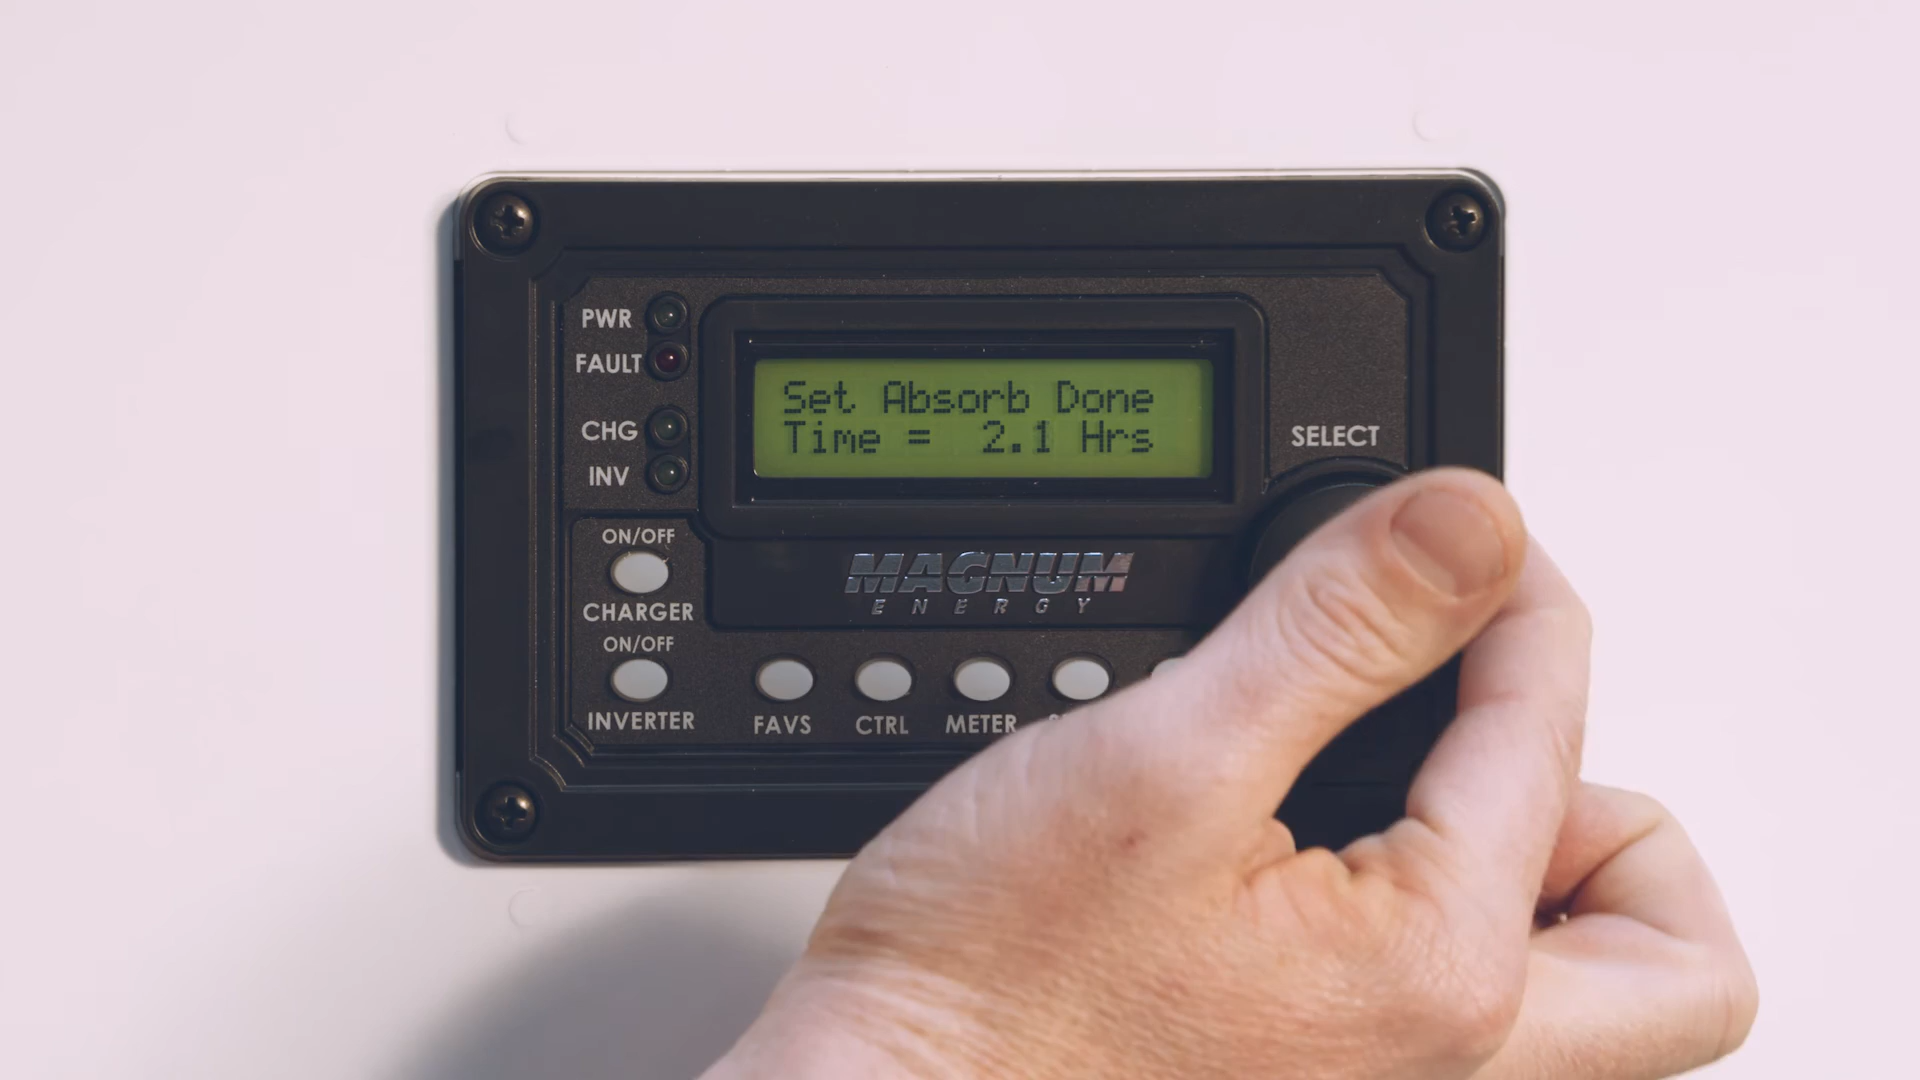 PWR
FAULT
CHG
INV
Set Absorb Done
Time = 2.1 Hrs
SELECT
ON/OFF
CHARGER
ON/OFF
INVERTER
MAGNUM
ENERGY
FAVS
CTRL
METER